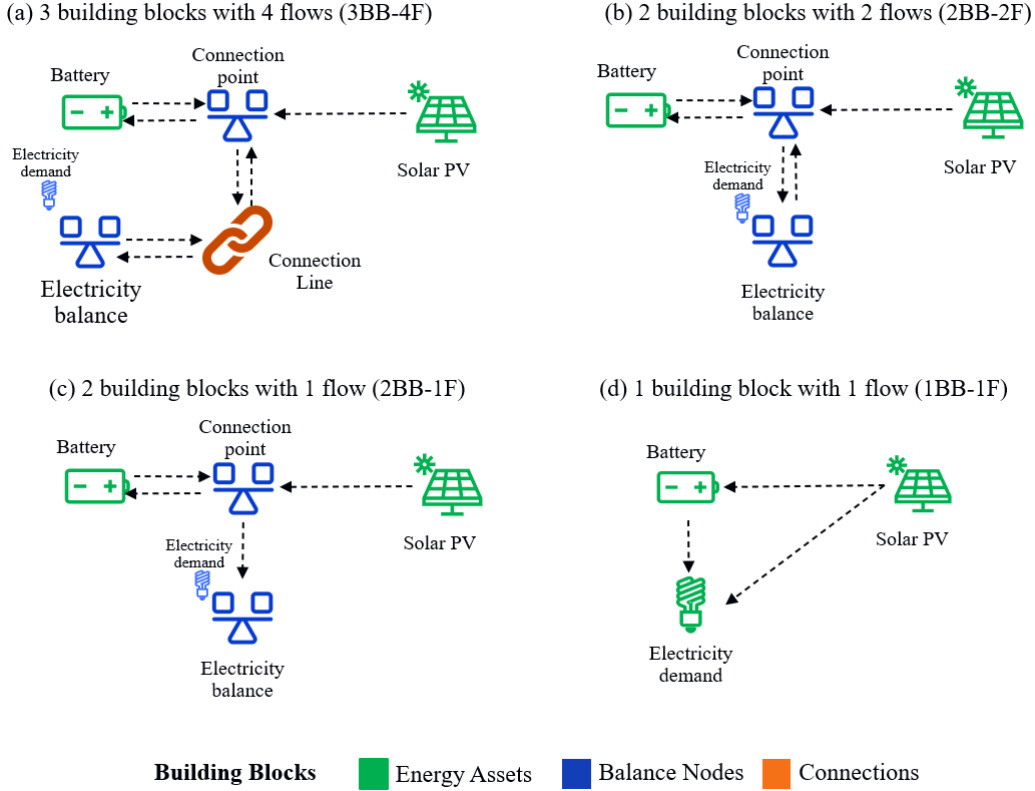 (a) 3 building blocks with 4 flows (3BB-4F)
Connection
point
Battery
Solar PV
Electricity
demand
Connection
Line
Electricity
balance
(b) 2 building blocks with 2 flows (2BB-2F)
Connection
point
Battery
Solar PV
Electricity
demand
Electricity
balance
(c) 2 building blocks with 1 flow (2BB-1F)
Connection
point
Battery
Solar PV
Electricity
demand
Electricity
balance
(d) 1 building block with 1 flow (1BB-1F)
Battery
Solar PV
Electricity
demand
Building Blocks Energy Assets Balance Nodes Connections